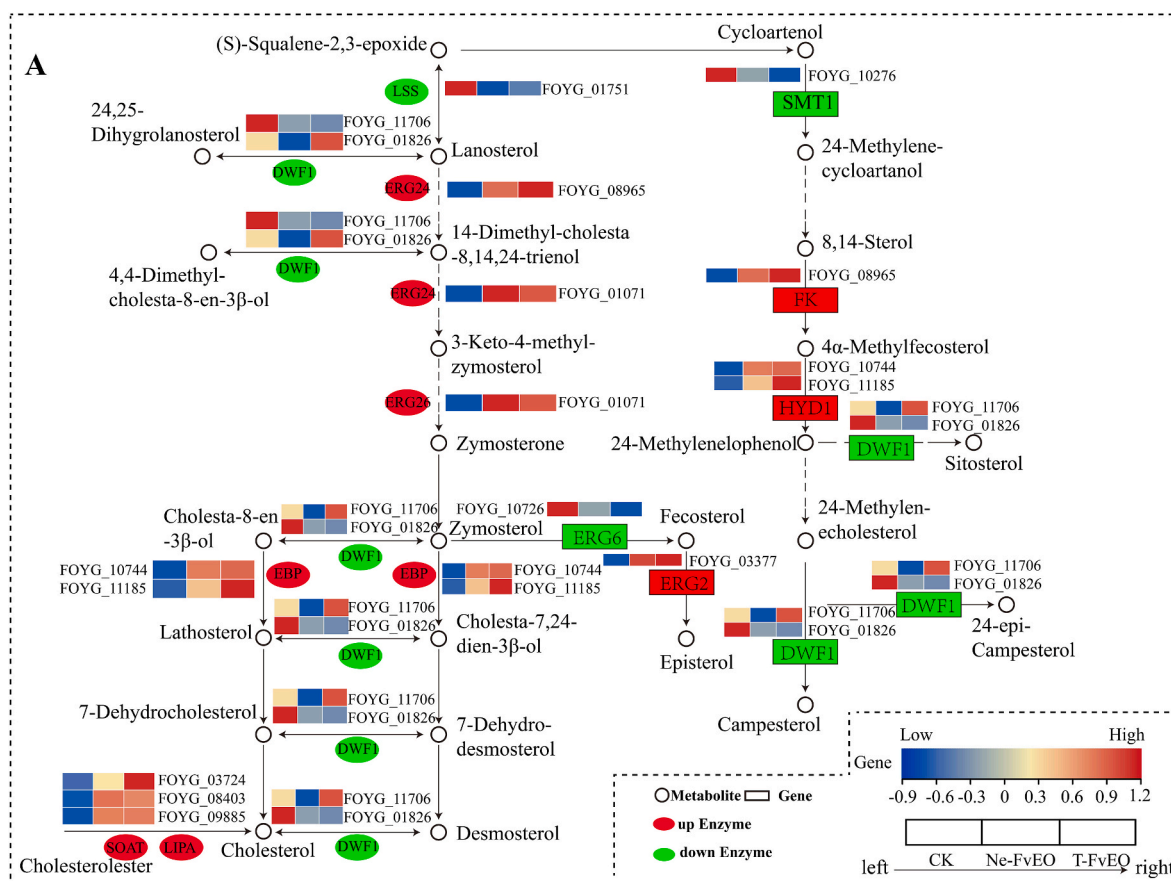 A
(S)-Squalene-2,3-epoxide
Cycloartenol
LSS
FOYG_01751
FOYG_10276
SMT1
24,25-
Dihygrolanosterol
FOYG_11706
FOYG_01826
DWF1
Lanosterol
24-Methylene-
cycloartanol
ERG24
FOYG_08965
FOYG_11706
FOYG_01826
DWF1
4,4-Dimethyl-
cholesta-8-en-3β-ol
14-Dimethyl-cholesta
-8,14,24-trienol
8,14-Sterol
FOYG_08965
FK
ERG24
FOYG_01071
3-Keto-4-methyl-
zymosterol
4α-Methylfecosterol
FOYG_10744
FOYG_11185
HYD1
ERG26
FOYG_01071
FOYG_11706
FOYG_01826
DWF1
Zymosterone
24-Methylenelophenol
Sitosterol
Cholesta-8-en
-3β-ol
FOYG_11706
FOYG_01826
DWF1
Zymosterol
FOYG_10726
ERG6
Fecosterol
24-Methylen-
echolesterol
FOYG_10744
FOYG_11185
EBP
EBP
FOYG_10744
FOYG_11185
FOYG_03377
ERG2
FOYG_11706
FOYG_01826
DWF1
24-epi-
Campesterol
Lathosterol
FOYG_11706
FOYG_01826
DWF1
Cholesta-7,24-
dien-3β-ol
Episterol
FOYG_11706
FOYG_01826
DWF1
Campesterol
7-Dehydrocholesterol
FOYG_11706
FOYG_01826
DWF1
7-Dehydro-
desmosterol
FOYG_03724
FOYG_08403
FOYG_09885
SOAT
LIPA
Cholesterolester
Cholesterol
FOYG_11706
FOYG_01826
DWF1
Desmosterol
Low
High
Gene
-0.9 -0.6 -0.3 0 0.3 0.6 0.9 1.2
Metabolite
Gene
up Enzyme
down Enzyme
CK Ne-FvEO T-FvEO
left right